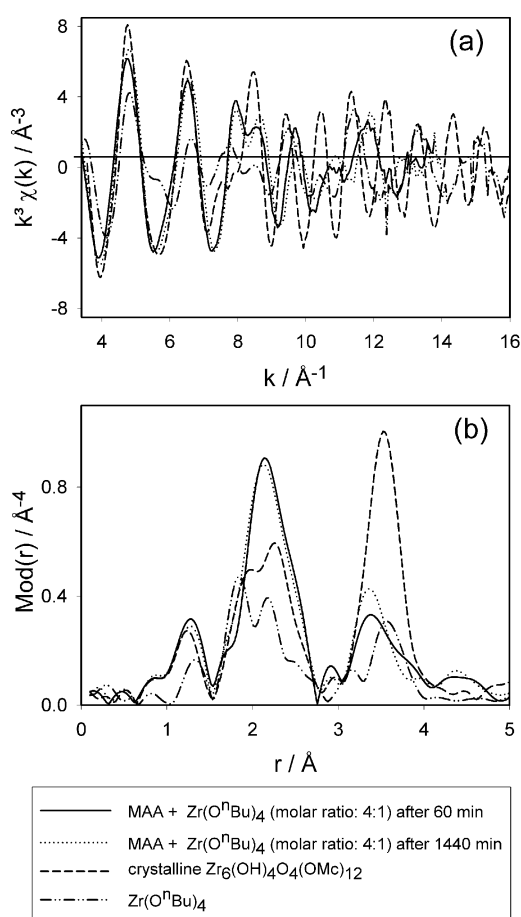 (a)
8
4
0
-4
-8
k³ χ(k) / Å⁻³
4 6 8 10 12 14 16
k / Å⁻¹
(b)
0.8
0.4
0.0
Mod(r) / Å⁻⁴
0 1 2 3 4 5
r / Å
MAA + Zr(OⁿBu)₄ (molar ratio: 4:1) after 60 min
MAA + Zr(OⁿBu)₄ (molar ratio: 4:1) after 1440 min
crystalline Zr₆(OH)₄O₄(OMc)₁₂
Zr(OⁿBu)₄